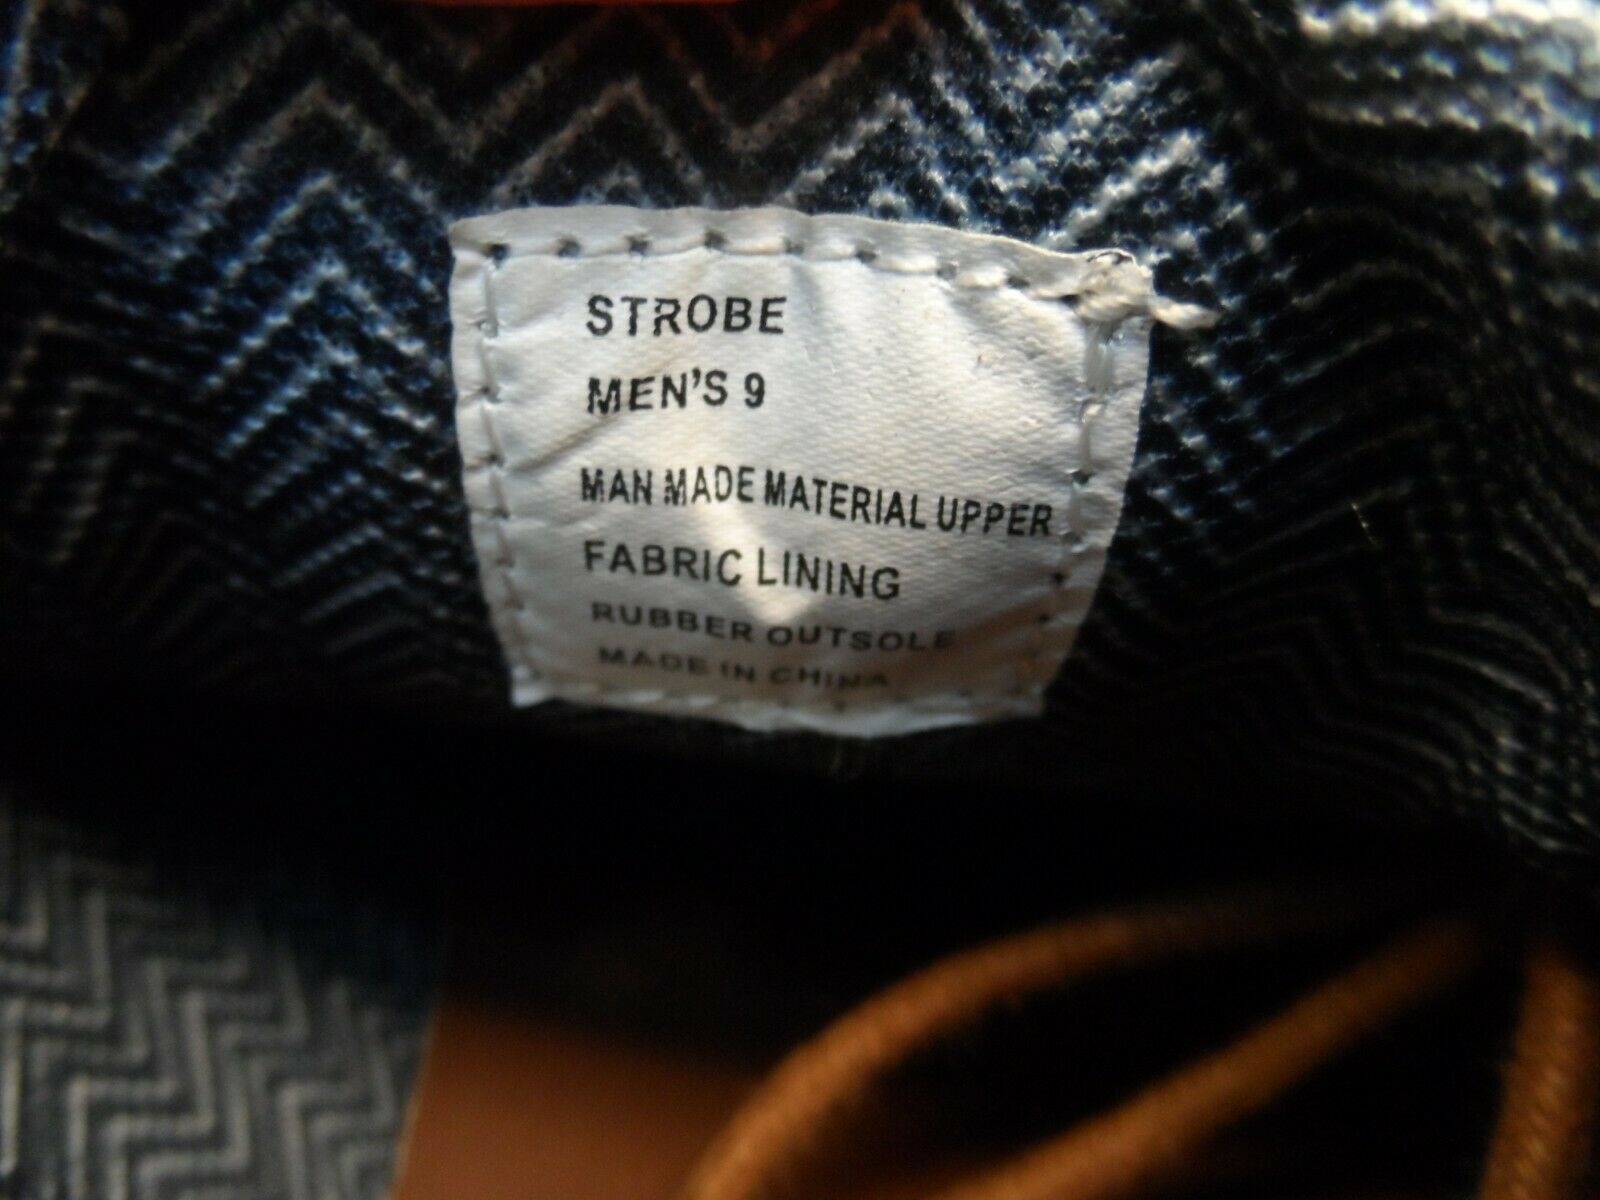 STROBE
MEN'S 9
MAN MADE MATERIAL UPPER
FABRIC LINING
RUBBER OUTSOLE
MADE IN CHINA